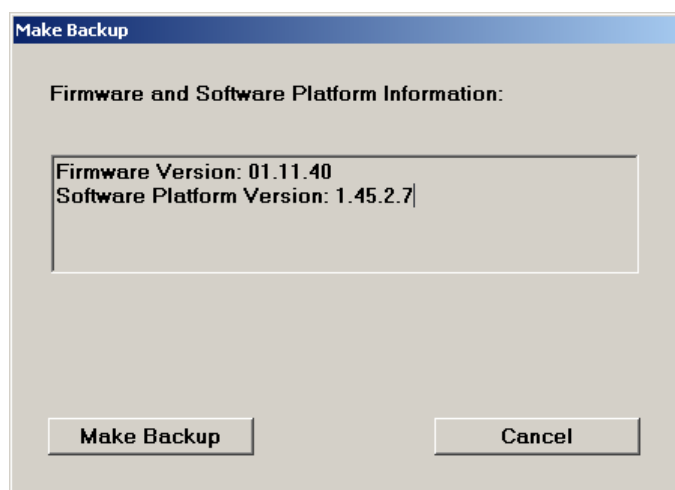 Make Backup
Firmware and Software Platform Information:
Firmware Version: 01.11.40
Software Platform Version: 1.45.2.7
Make Backup
Cancel